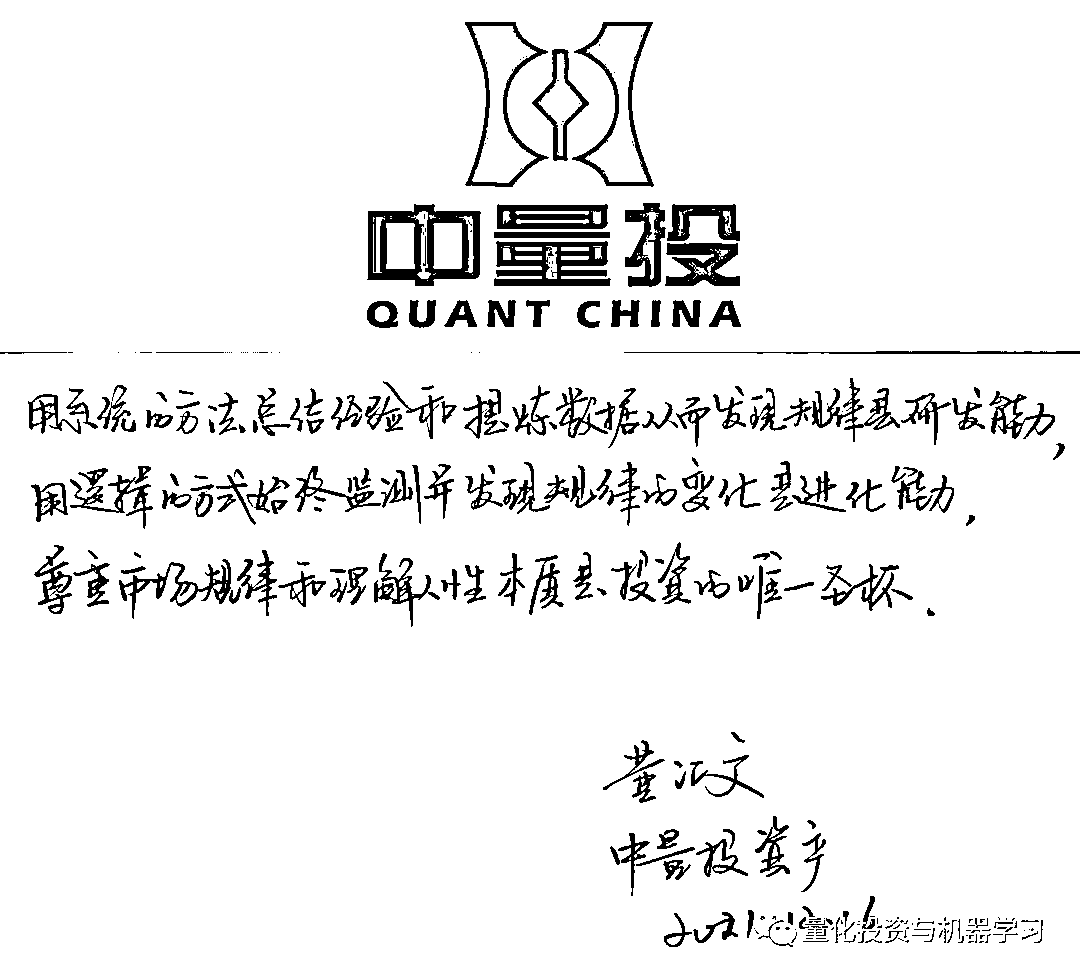 中量投
QUANT CHINA
用系统的方法总结经验和提炼数据从而发现规律是研发能力,
用逻辑的方式始终监测并发现规律的变化是进化能力,
尊重市场规律和理解人性本质是投资的唯一圣杯.
董汇文
中量投资产
2021.
量化投资与机器学习